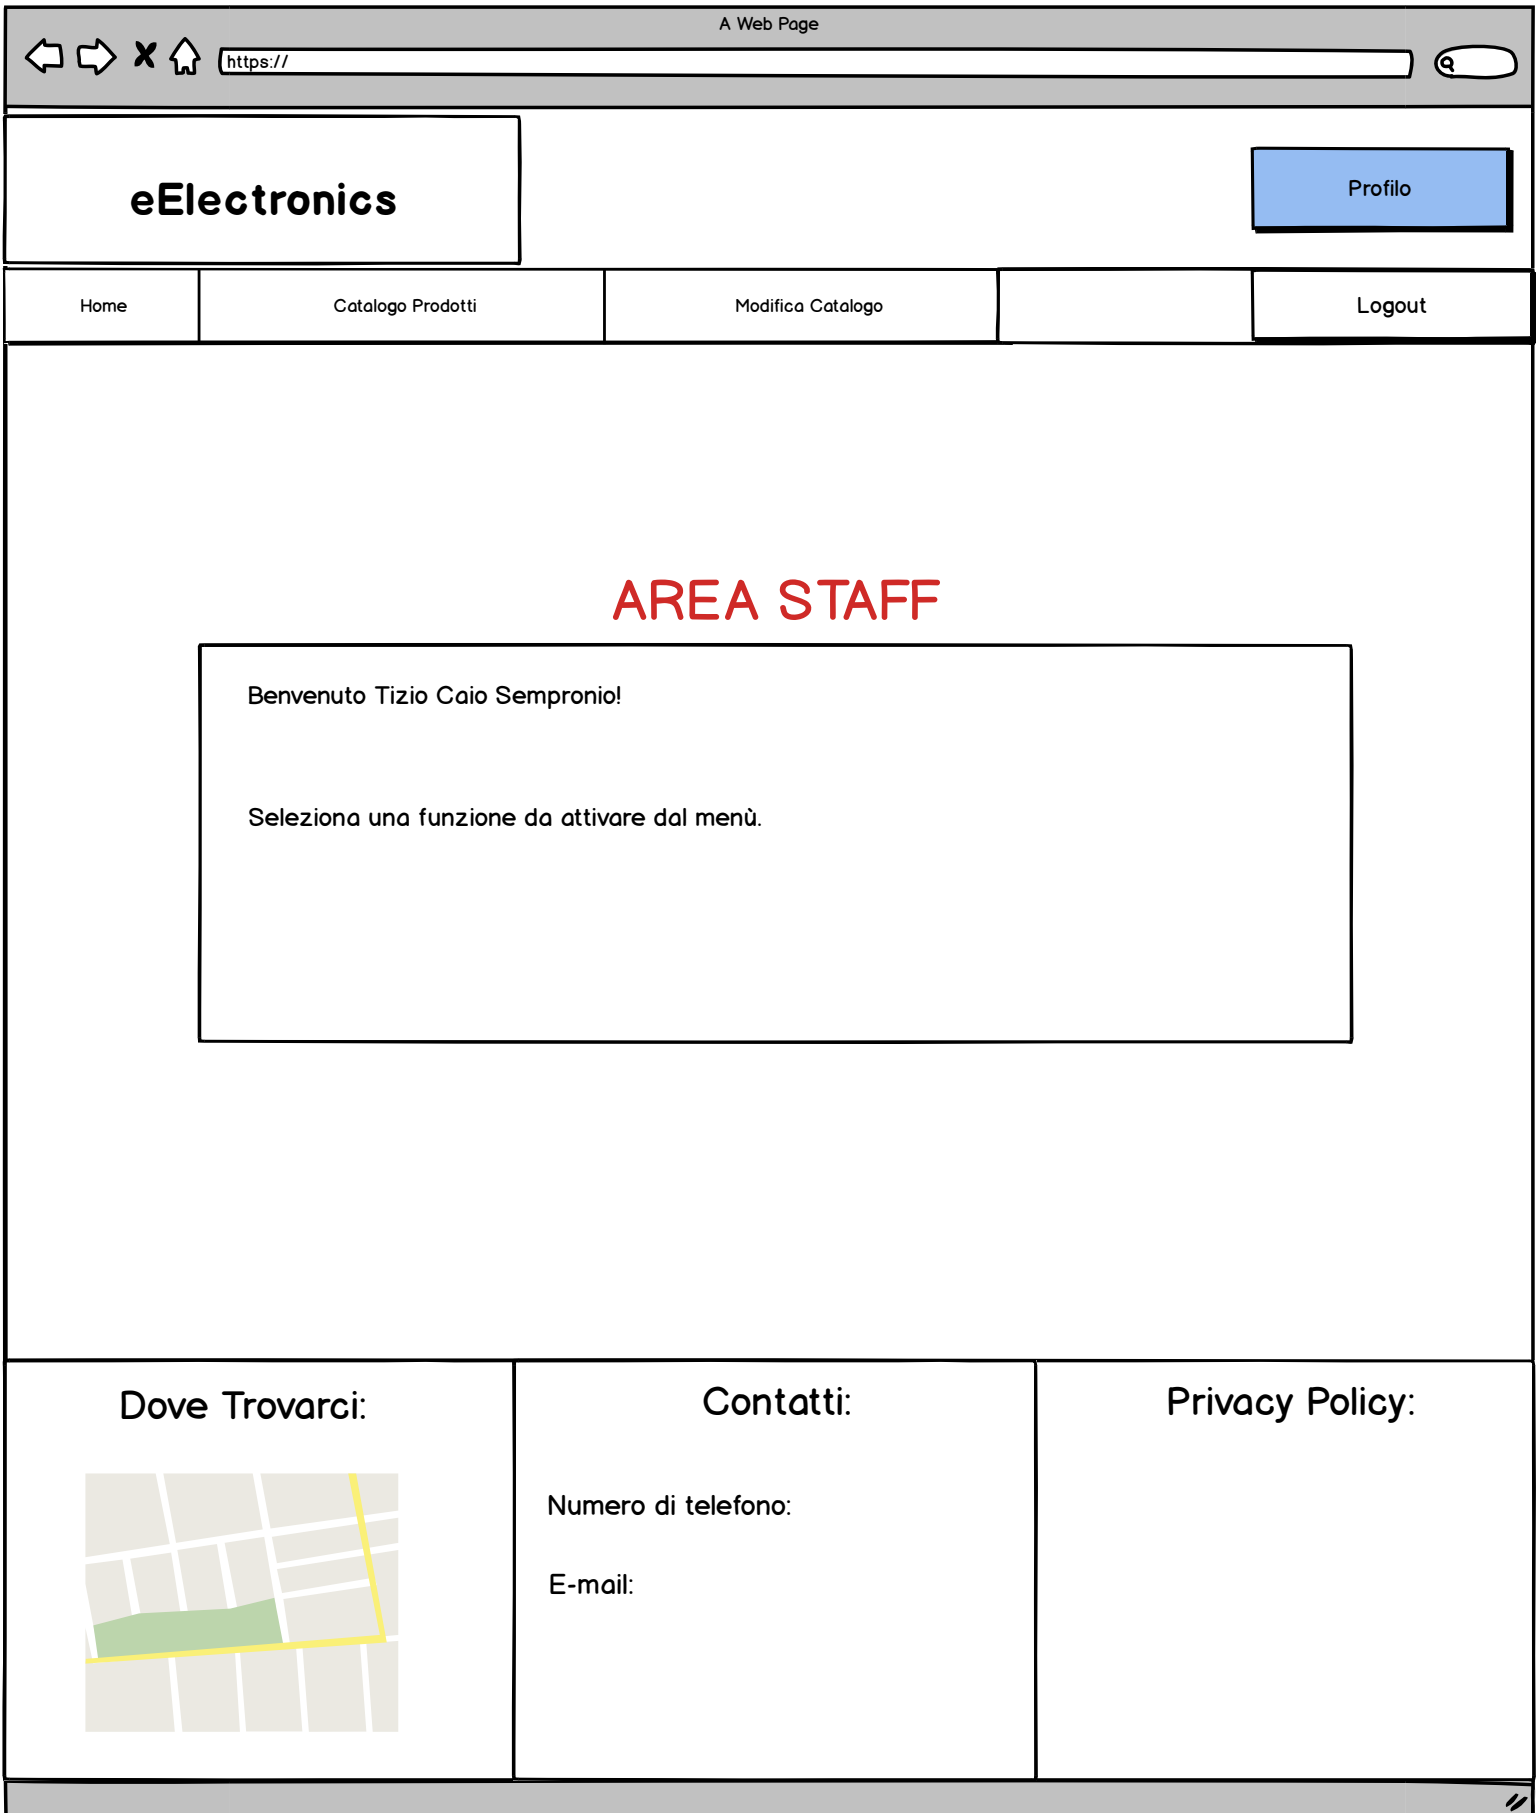 A Web Page
https://
eElectronics
Profilo
Home
Catalogo Prodotti
Modifica Catalogo
Logout
AREA STAFF
Benvenuto Tizio Caio Sempronio!
Seleziona una funzione da attivare dal menù.
Dove Trovarci:
Contatti:
Privacy Policy:
Numero di telefono:
E-mail: